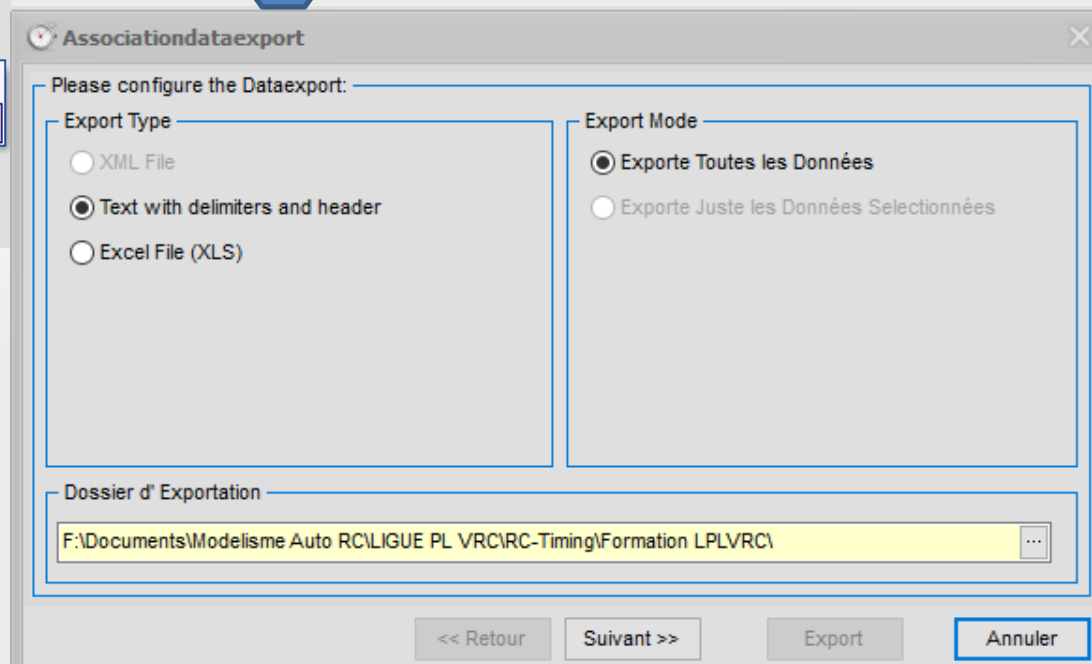 Associationdataexport
Please configure the Dataexport:
Export Type
XML File
Text with delimiters and header
Excel File (XLS)
Export Mode
Exporte Toutes les Données
Exporte Juste les Données Selectionnées
Dossier d' Exportation
F:\Documents\Modelisme Auto RC\LIGUE PL VRC\RC-Timing\Formation LPLVRC\
...
<< Retour
Suivant >>
Export
Annuler